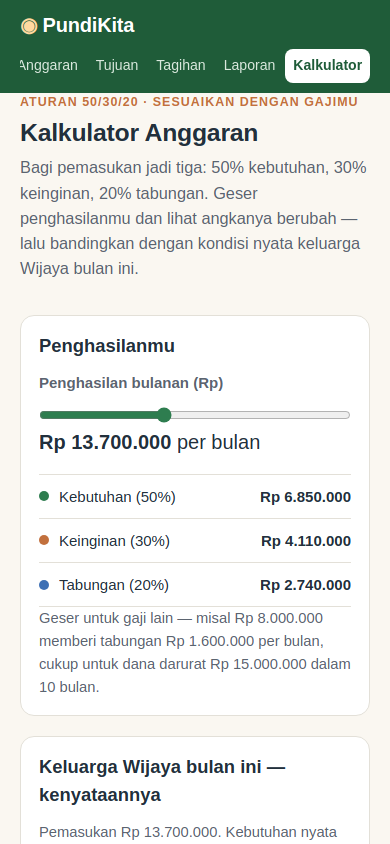 PundiKita
Anggaran Tujuan Tagihan Laporan Kalkulator
ATURAN 50/30/20 · SESUAIKAN DENGAN GAJIMU
Kalkulator Anggaran
Bagi pemasukan jadi tiga: 50% kebutuhan, 30%
keinginan, 20% tabungan. Geser
penghasilanmu dan lihat angkanya berubah —
lalu bandingkan dengan kondisi nyata keluarga
Wijaya bulan ini.
Penghasilanmu
Penghasilan bulanan (Rp)
Rp 13.700.000 per bulan
Kebutuhan (50%) Rp 6.850.000
Keinginan (30%) Rp 4.110.000
Tabungan (20%) Rp 2.740.000
Geser untuk gaji lain — misal Rp 8.000.000
memberi tabungan Rp 1.600.000 per bulan,
cukup untuk dana darurat Rp 15.000.000 dalam
10 bulan.
Keluarga Wijaya bulan ini —
kenyataannya
Pemasukan Rp 13.700.000. Kebutuhan nyata